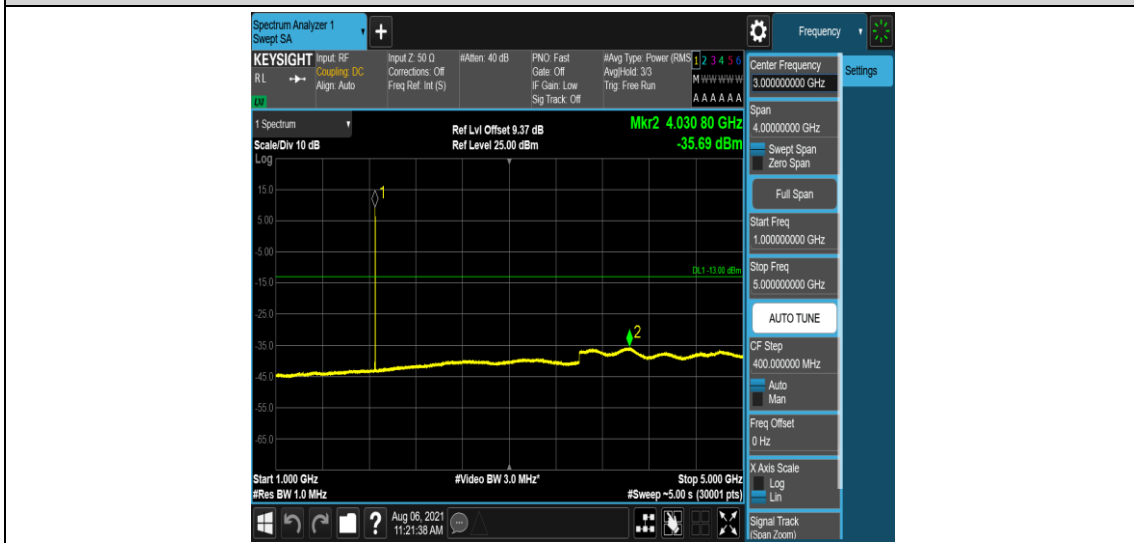 Spectrum Analyzer 1
Swept SA
+
Frequency
KEYSIGHT
RL
LXI
Input: RF
Coupling: DC
Align: Auto
Input Z: 50 Ω
Corrections: Off
Freq Ref: Int (S)
#Atten: 40 dB
PNO: Fast
Gate: Off
IF Gain: Low
Sig Track: Off
#Avg Type: Power (RMS
Avg|Hold: 3/3
Trig: Free Run
1 2 3 4 5 6
M W W W W W
A A A A A A
Center Frequency
3.000000000 GHz
Settings
Span
4.00000000 GHz
Swept Span
Zero Span
Full Span
Start Freq
1.000000000 GHz
Stop Freq
5.000000000 GHz
AUTO TUNE
CF Step
400.000000 MHz
Auto
Man
Freq Offset
0 Hz
X Axis Scale
Log
Lin
Signal Track
(Span Zoom)
1 Spectrum
Scale/Div 10 dB
Log
Ref Lvl Offset 9.37 dB
Ref Level 25.00 dBm
Mkr2 4.030 80 GHz
-35.69 dBm
15.0
5.00
-5.00
-15.0
-25.0
-35.0
-45.0
-55.0
-65.0
1
DL1 -13.00 dBm
2
Start 1.000 GHz
#Res BW 1.0 MHz
#Video BW 3.0 MHz*
Stop 5.000 GHz
#Sweep ~5.00 s (30001 pts)
?
Aug 06, 2021
11:21:38 AM